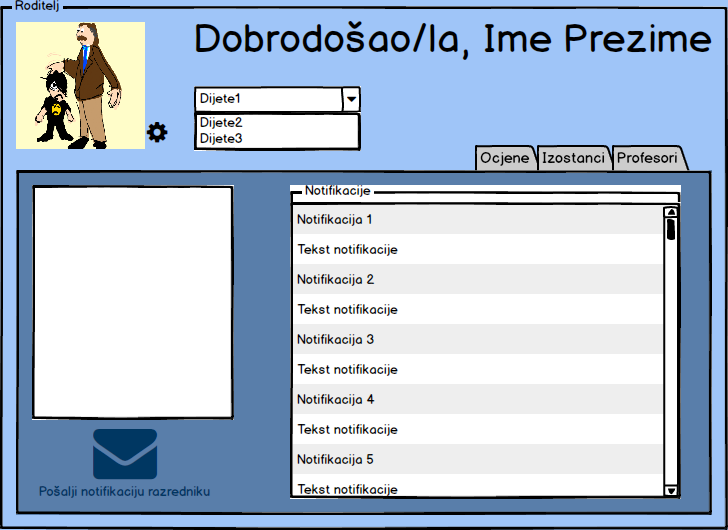 Roditelj
Dobrodošao/la, Ime Prezime
Dijete1
Dijete2
Dijete3
Ocjene
Izostanci
Profesori
Notifikacije
Notifikacija 1
Tekst notifikacije
Notifikacija 2
Tekst notifikacije
Notifikacija 3
Tekst notifikacije
Notifikacija 4
Tekst notifikacije
Notifikacija 5
Tekst notifikacije
Pošalji notifikaciju razredniku